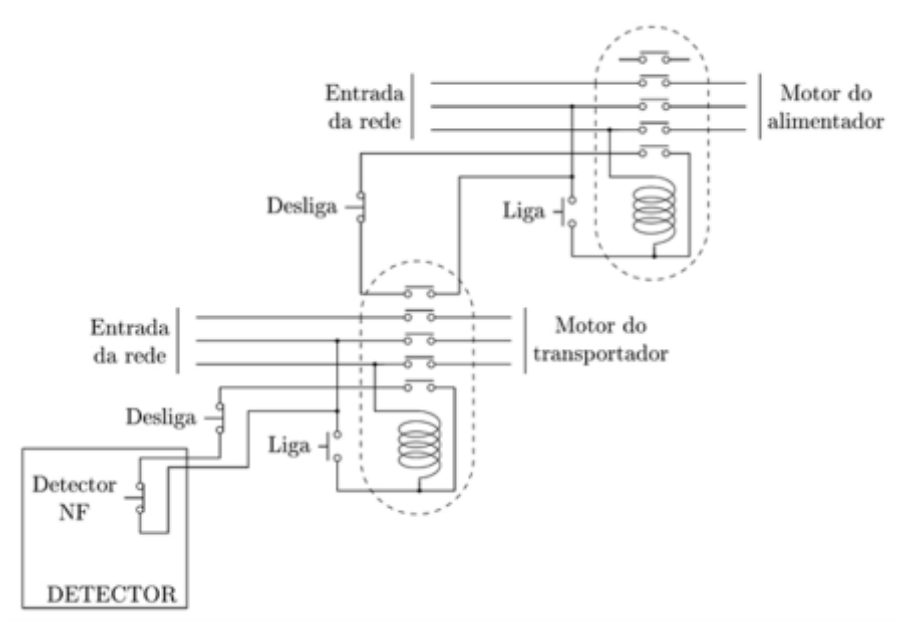 Entrada
da rede
Motor do
alimentador
Desliga
Liga
Entrada
da rede
Motor do
transportador
Desliga
Liga
Detector
NF
DETECTOR